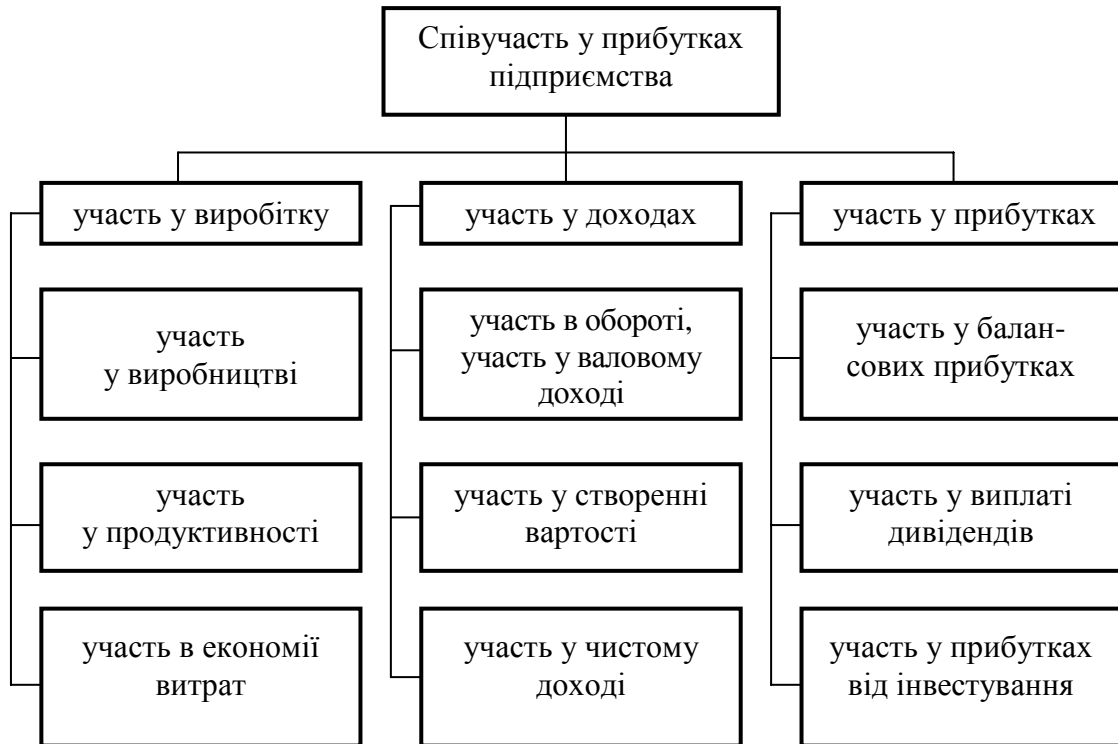 Співучасть у прибутках
підприємства
участь у виробітку
участь у доходах
участь у прибутках
участь
у виробництві
участь в обороті,
участь у валовому
доході
участь у балан-
сових прибутках
участь
у продуктивності
участь у створенні
вартості
участь у виплаті
дивідендів
участь в економії
витрат
участь у чистому
доході
участь у прибутках
від інвестування